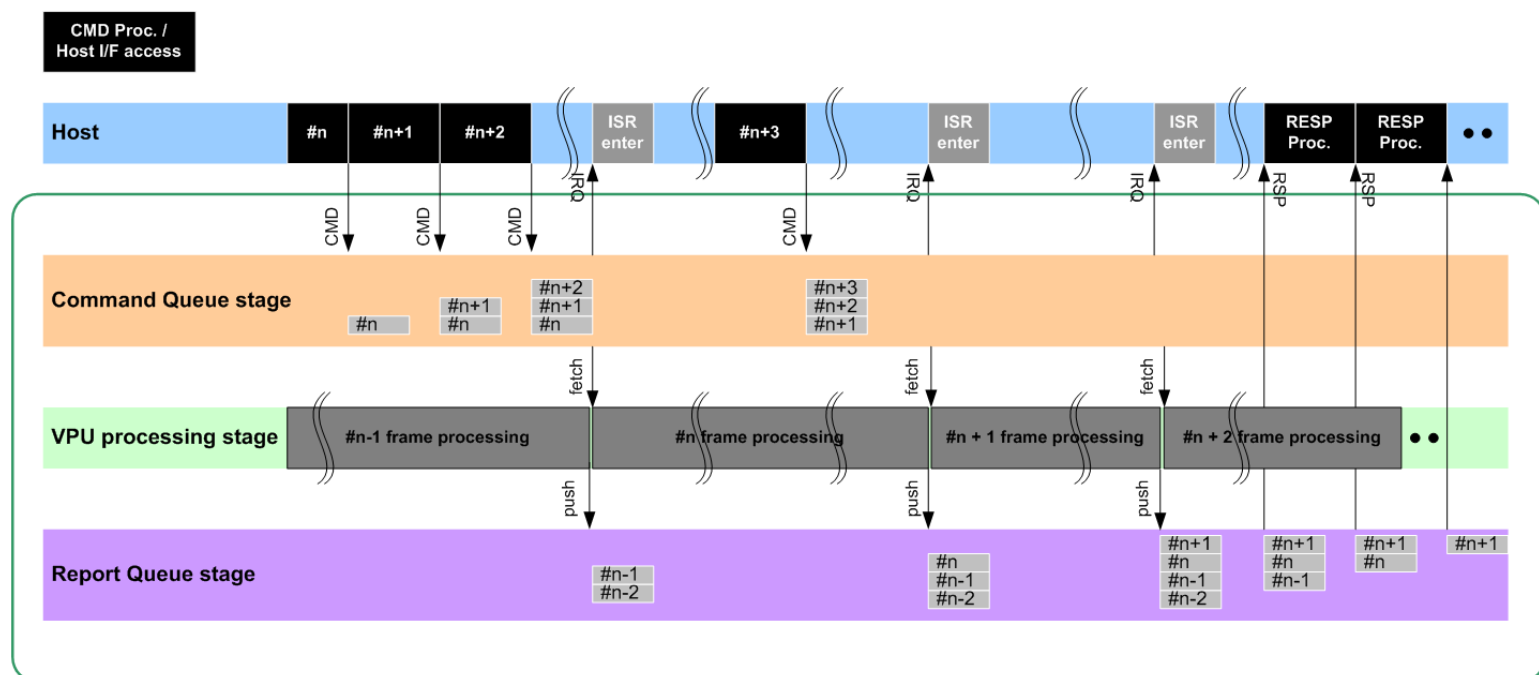 CMD Proc. /
Host I/F access
Host
#n
#n+1
#n+2
ISR
enter
#n+3
ISR
enter
ISR
enter
RESP
Proc.
RESP
Proc.
IRQ
IRQ
IRQ
RSP
RSP
CMD
CMD
CMD
CMD
Command Queue stage
#n
#n+1
#n
#n+2
#n+1
#n
#n+3
#n+2
#n+1
fetch
fetch
fetch
VPU processing stage
#n-1 frame processing
#n frame processing
#n + 1 frame processing
#n + 2 frame processing
push
push
push
Report Queue stage
#n-1
#n-2
#n
#n-1
#n-2
#n+1
#n
#n-1
#n-2
#n+1
#n
#n-1
#n+1
#n
#n+1